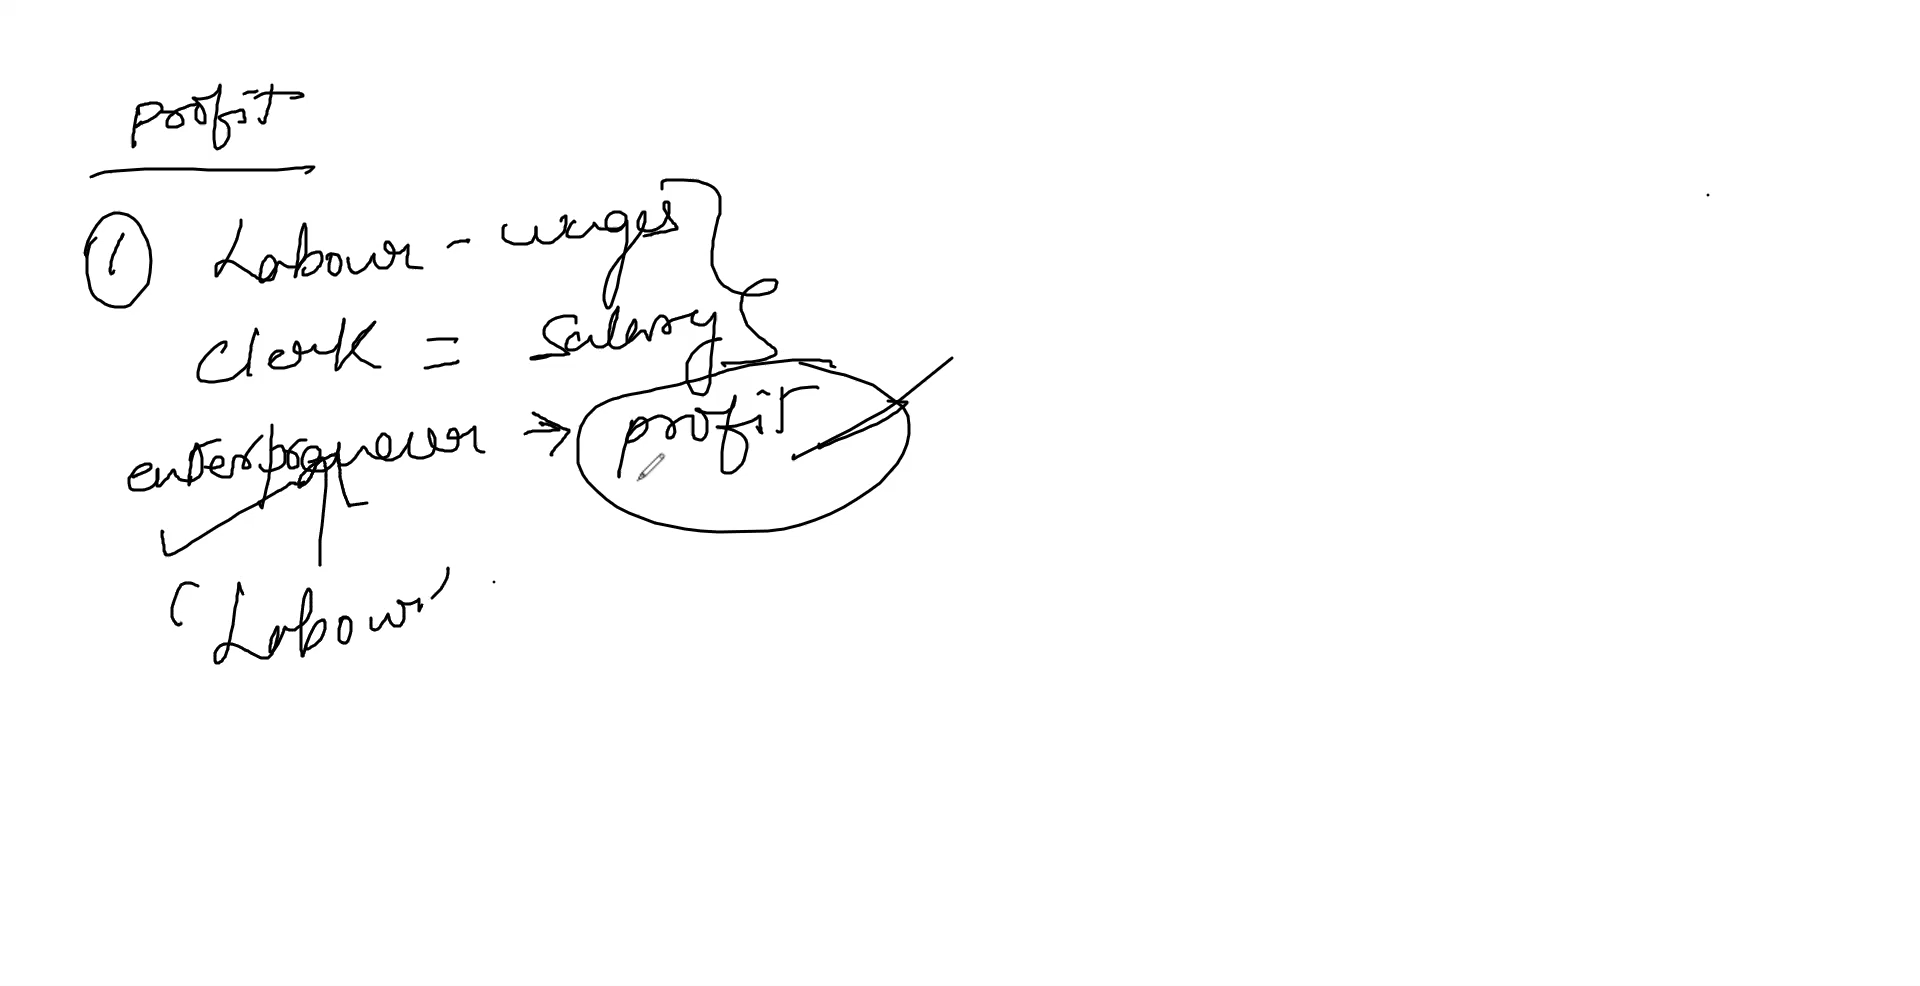 profit
① Labour - wages
clerk = salary
enterpreneur → profit
(Labour)